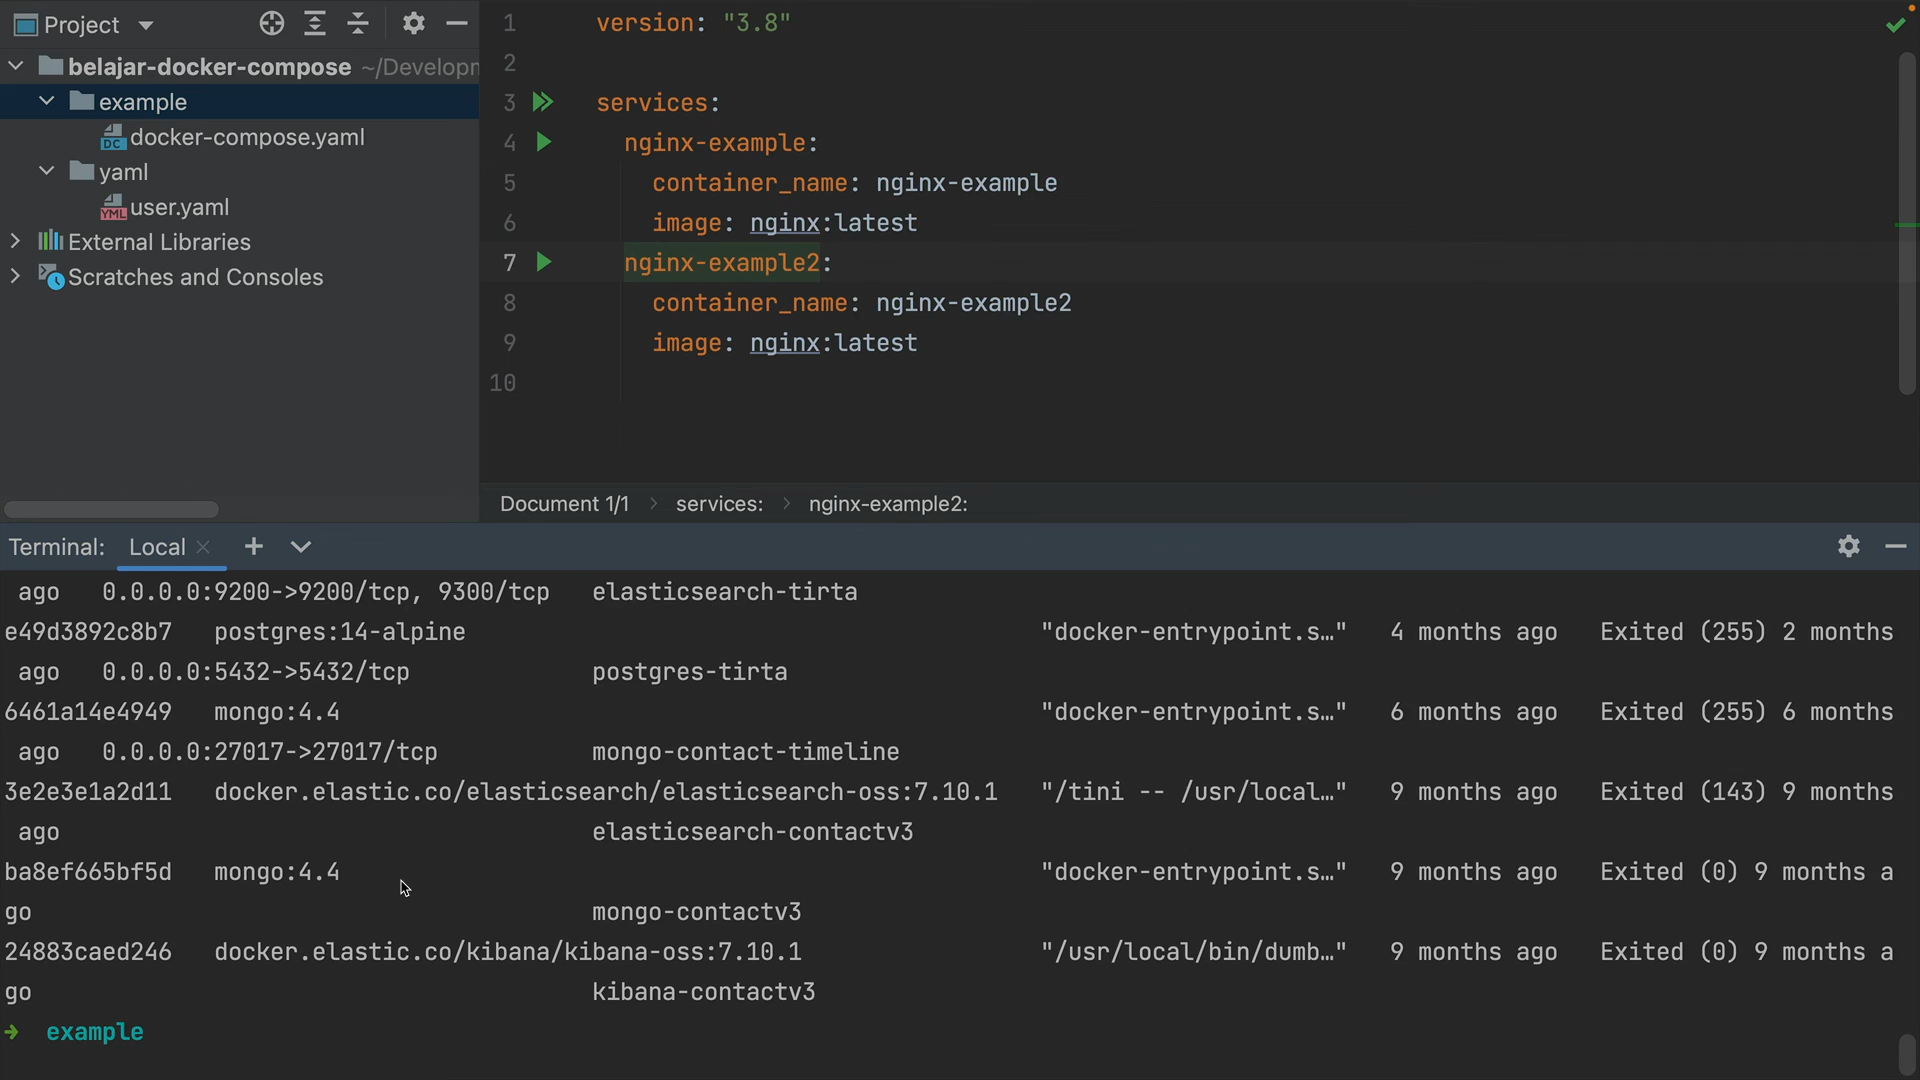 Project
belajar-docker-compose ~/Developm
example
docker-compose.yaml
yaml
user.yaml
External Libraries
Scratches and Consoles
1 version: "3.8"
2
3 services:
4 nginx-example:
5 container_name: nginx-example
6 image: nginx:latest
7 nginx-example2:
8 container_name: nginx-example2
9 image: nginx:latest
10
Document 1/1 > services: > nginx-example2:
Terminal: Local
ago 0.0.0.0:9200->9200/tcp, 9300/tcp elasticsearch-tirta
e49d3892c8b7 postgres:14-alpine "docker-entrypoint.s…" 4 months ago Exited (255) 2 months
ago 0.0.0.0:5432->5432/tcp postgres-tirta
6461a14e4949 mongo:4.4 "docker-entrypoint.s…" 6 months ago Exited (255) 6 months
ago 0.0.0.0:27017->27017/tcp mongo-contact-timeline
3e2e3e1a2d11 docker.elastic.co/elasticsearch/elasticsearch-oss:7.10.1 "/tini -- /usr/local…" 9 months ago Exited (143) 9 months
ago elasticsearch-contactv3
ba8ef665bf5d mongo:4.4 "docker-entrypoint.s…" 9 months ago Exited (0) 9 months a
go mongo-contactv3
24883caed246 docker.elastic.co/kibana/kibana-oss:7.10.1 "/usr/local/bin/dumb…" 9 months ago Exited (0) 9 months a
go kibana-contactv3
➜ example